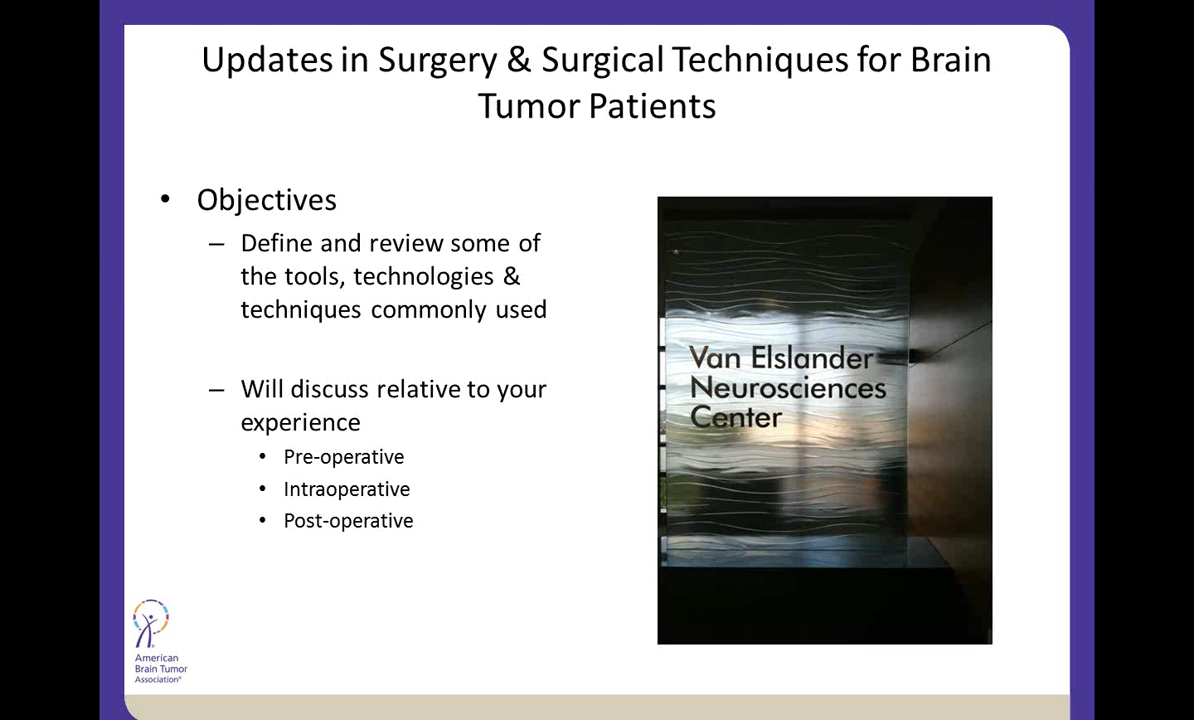 Updates in Surgery & Surgical Techniques for Brain
Tumor Patients
• Objectives
– Define and review some of
the tools, technologies &
techniques commonly used
– Will discuss relative to your
experience
• Pre-operative
• Intraoperative
• Post-operative
Van Elslander
Neurosciences
Center
American
Brain Tumor
Association®